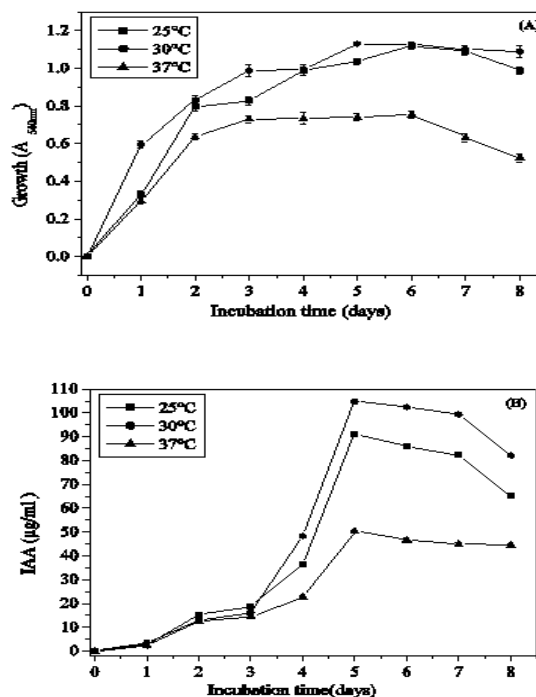 (A)
25°C
30°C
37°C
1.2
1.0
0.8
0.6
0.4
0.2
0.0
Growth (A 560nm)
0 1 2 3 4 5 6 7 8
Incubation time (days)
(B)
25°C
30°C
37°C
110
100
90
80
70
60
50
40
30
20
10
0
IAA (µg/ml)
0 1 2 3 4 5 6 7 8
Incubation time(days)